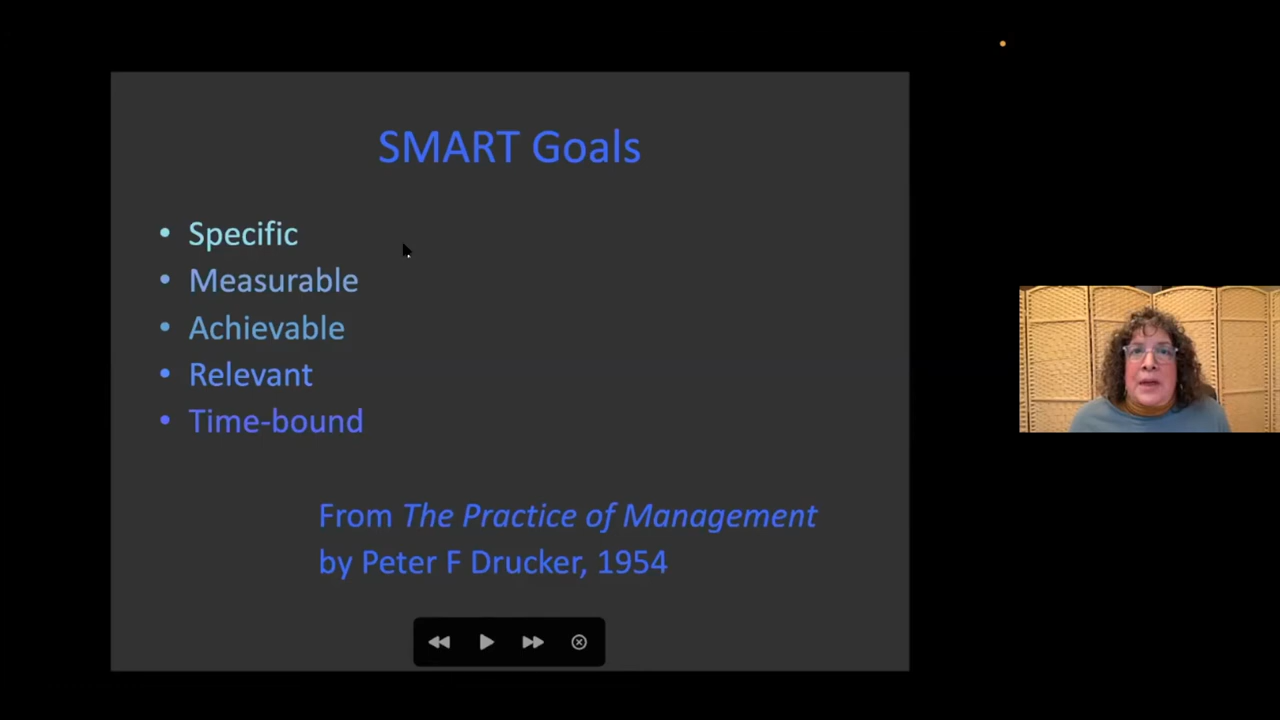 SMART Goals
• Specific
• Measurable
• Achievable
• Relevant
• Time-bound
From The Practice of Management
by Peter F Drucker, 1954